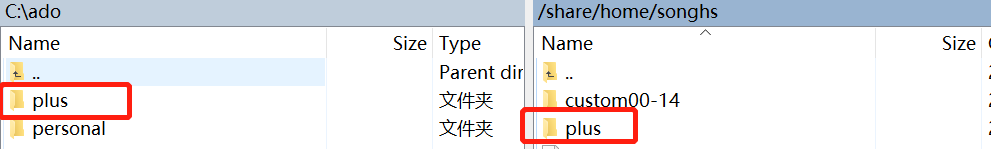 C:\ado
Name Size Type
.. Parent dir
plus 文件夹
personal 文件夹
/share/home/songhs
Name Size
..
custom00-14
plus